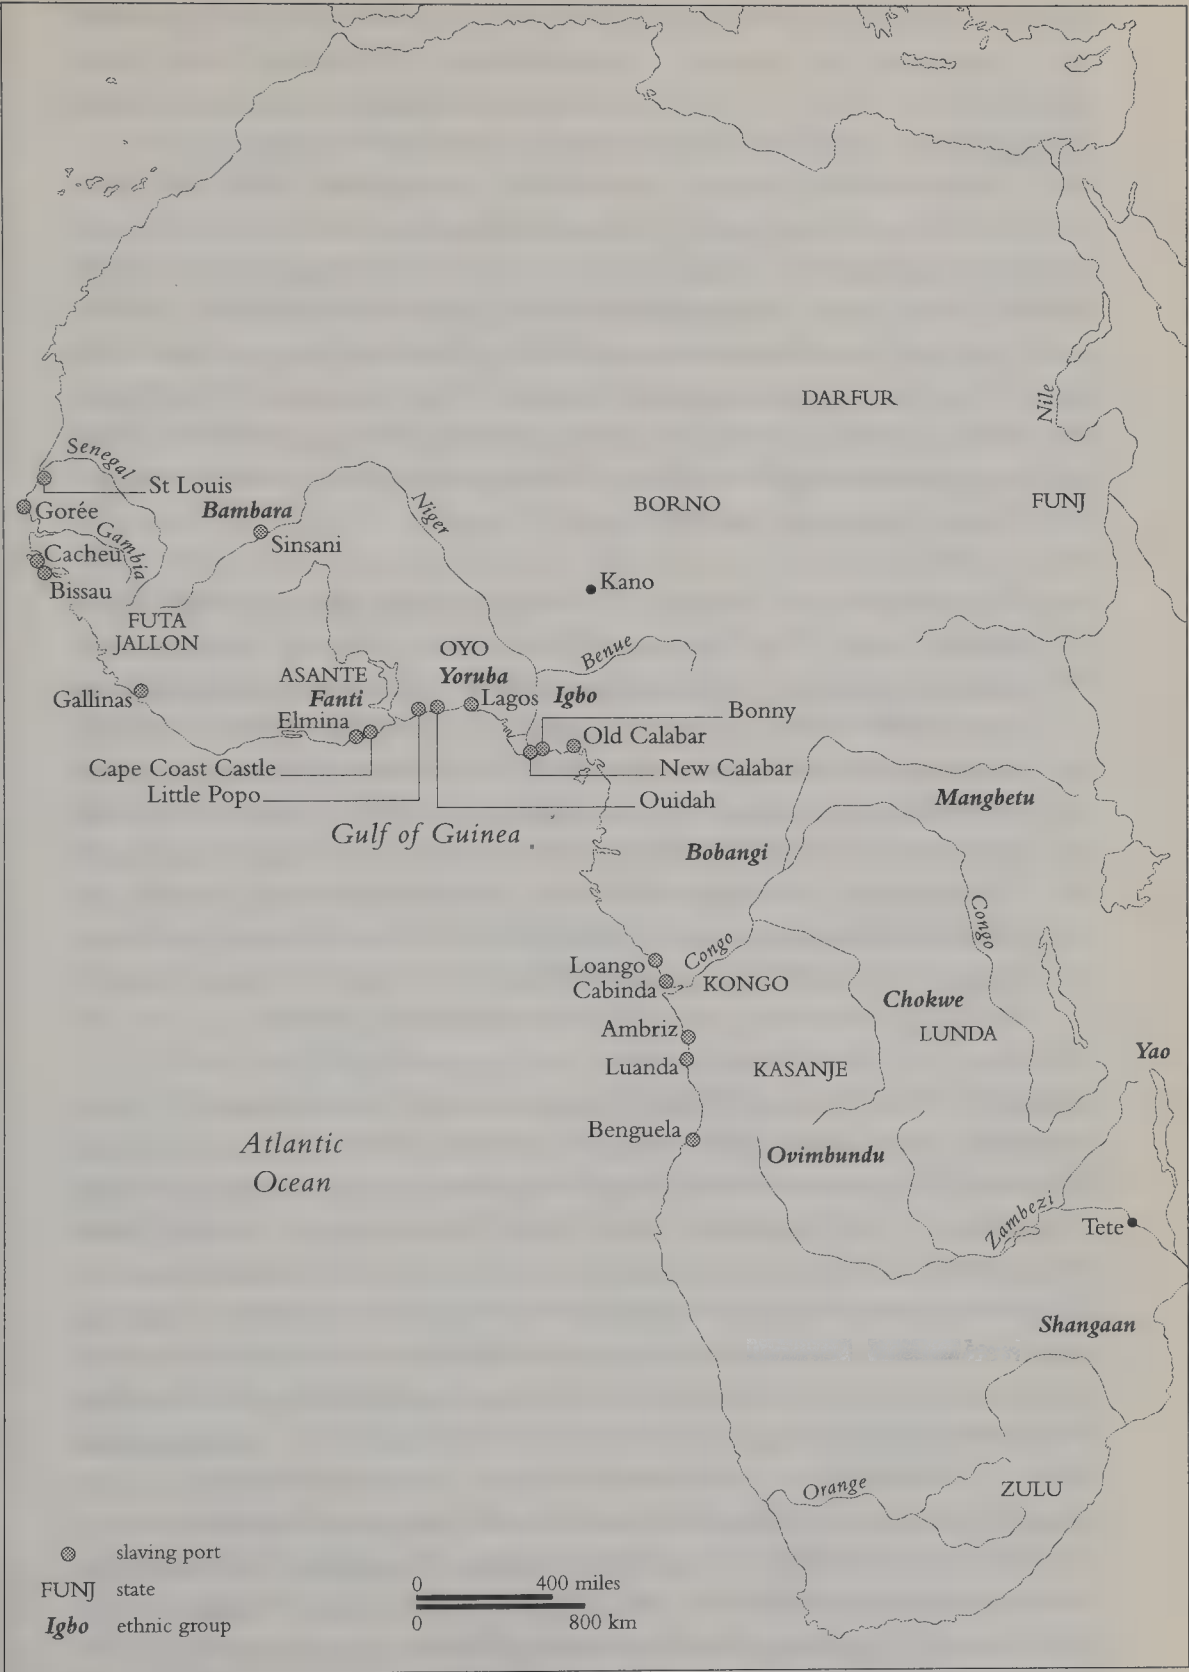 DARFUR
Nile
Senegal
St Louis
Gorée
Bambara
Niger
BORNO
FUNJ
Gambia
Cacheu
Sinsani
Bissau
Kano
FUTA
JALLON
OYO
Benue
ASANTE
Yoruba
Fanti
Lagos
Igbo
Gallinas
Elmina
Bonny
Old Calabar
Cape Coast Castle
New Calabar
Little Popo
Ouidah
Mangbetu
Gulf of Guinea
Bobangi
Congo
Congo
Loango
Cabinda
KONGO
Chokwe
LUNDA
Ambriz
Luanda
KASANJE
Yao
Benguela
Atlantic
Ocean
Ovimbundu
Zambezi
Tete
Shangaan
Orange
ZULU
slaving port
FUNJ state
Igbo ethnic group
0 400 miles
0 800 km